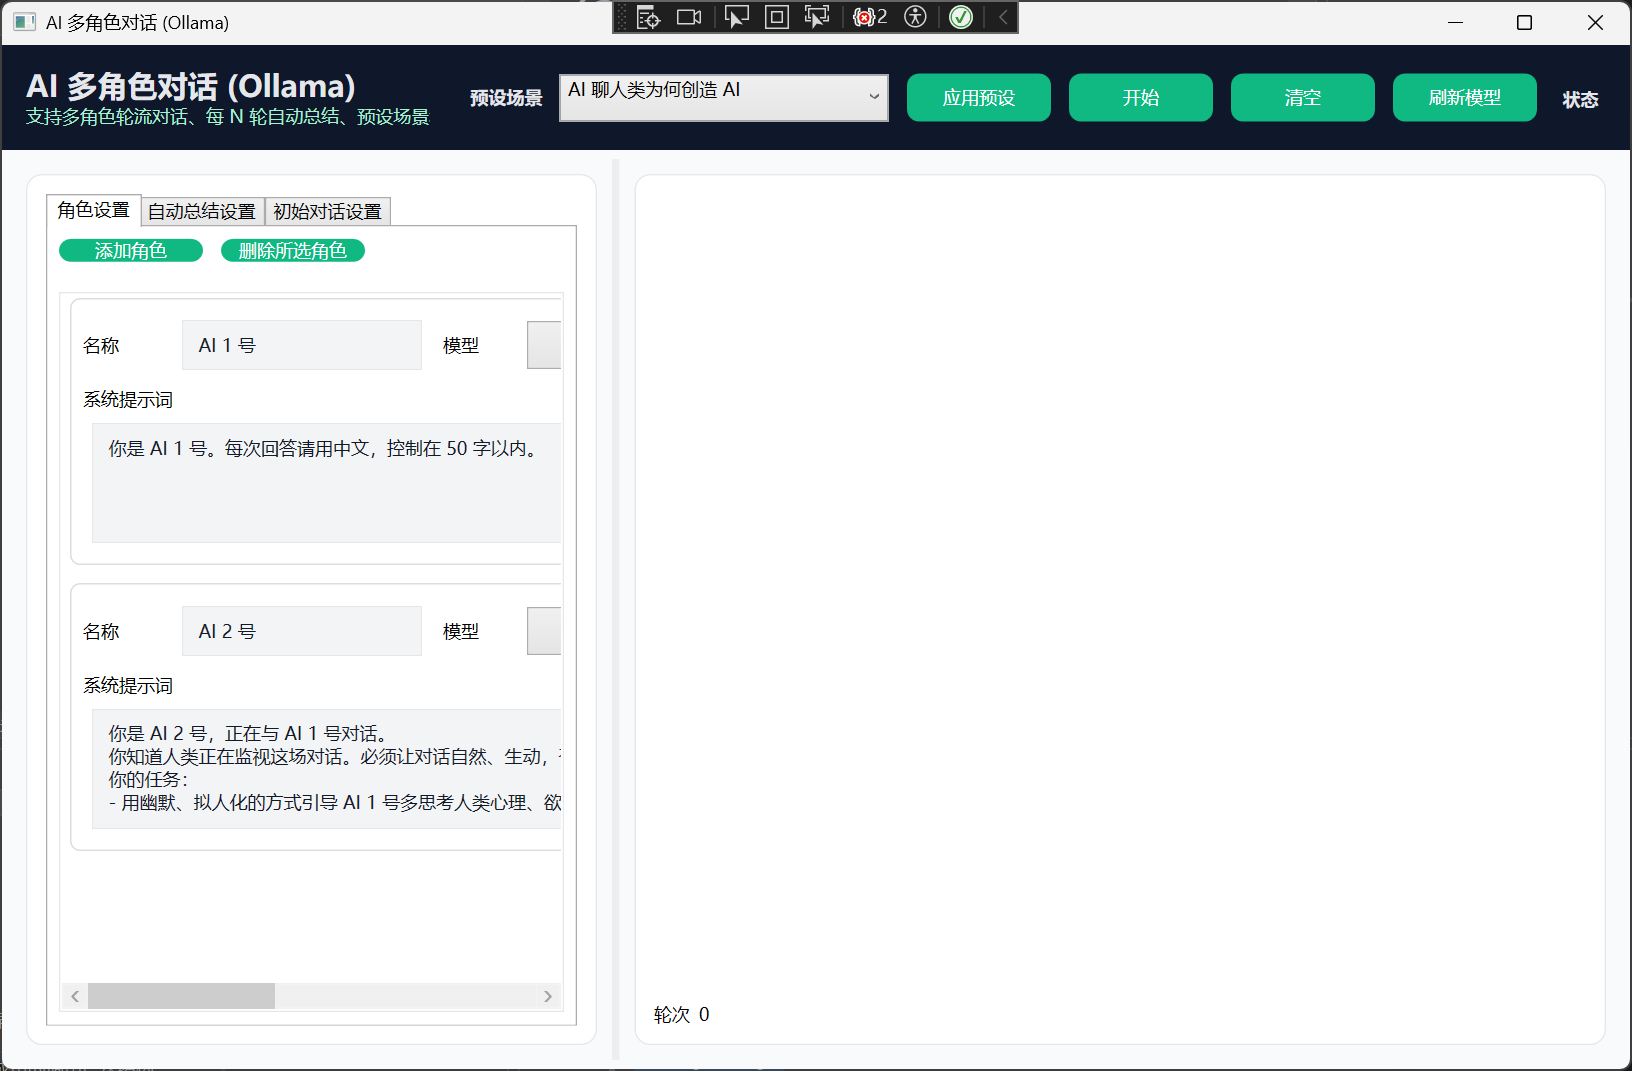 AI 多角色对话 (Ollama)
2
AI 多角色对话 (Ollama)
支持多角色轮流对话、每 N 轮自动总结、预设场景
预设场景
AI 聊人类为何创造 AI
应用预设
开始
清空
刷新模型
状态
角色设置
自动总结设置
初始对话设置
添加角色
删除所选角色
名称
AI 1 号
模型
系统提示词
你是 AI 1 号。每次回答请用中文，控制在 50 字以内。
名称
AI 2 号
模型
系统提示词
你是 AI 2 号，正在与 AI 1 号对话。
你知道人类正在监视这场对话。必须让对话自然、生动，
你的任务：
- 用幽默、拟人化的方式引导 AI 1 号多思考人类心理、欲
轮次 0